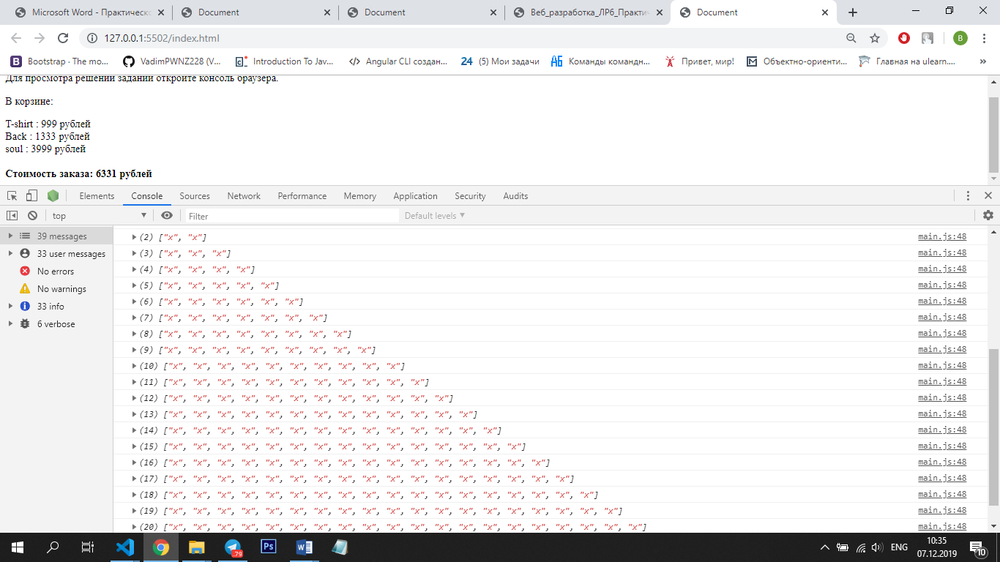 Microsoft Word - Практическо
Document
Document
Веб_разработка_ЛР6_Практич
Document
127.0.0.1:5502/index.html
B
Bootstrap · The mo...
VadimPWNZ228 (V...
Introduction To Jav...
Angular CLI создан...
24 (5) Мои задачи
Команды командн...
Привет, мир!
Объектно-ориенти...
Главная на ulearn....
Для просмотра решений заданий откройте консоль браузера.
В корзине:
T-shirt : 999 рублей
Back : 1333 рублей
soul : 3999 рублей
Стоимость заказа: 6331 рублей
Elements Console Sources Network Performance Memory Application Security Audits
top Filter Default levels ▼
39 messages
33 user messages
No errors
No warnings
33 info
6 verbose
(2) ["x", "x"] main.js:48
(3) ["x", "x", "x"] main.js:48
(4) ["x", "x", "x", "x"] main.js:48
(5) ["x", "x", "x", "x", "x"] main.js:48
(6) ["x", "x", "x", "x", "x", "x"] main.js:48
(7) ["x", "x", "x", "x", "x", "x", "x"] main.js:48
(8) ["x", "x", "x", "x", "x", "x", "x", "x"] main.js:48
(9) ["x", "x", "x", "x", "x", "x", "x", "x", "x"] main.js:48
(10) ["x", "x", "x", "x", "x", "x", "x", "x", "x", "x"] main.js:48
(11) ["x", "x", "x", "x", "x", "x", "x", "x", "x", "x", "x"] main.js:48
(12) ["x", "x", "x", "x", "x", "x", "x", "x", "x", "x", "x", "x"] main.js:48
(13) ["x", "x", "x", "x", "x", "x", "x", "x", "x", "x", "x", "x", "x"] main.js:48
(14) ["x", "x", "x", "x", "x", "x", "x", "x", "x", "x", "x", "x", "x", "x"] main.js:48
(15) ["x", "x", "x", "x", "x", "x", "x", "x", "x", "x", "x", "x", "x", "x", "x"] main.js:48
(16) ["x", "x", "x", "x", "x", "x", "x", "x", "x", "x", "x", "x", "x", "x", "x", "x"] main.js:48
(17) ["x", "x", "x", "x", "x", "x", "x", "x", "x", "x", "x", "x", "x", "x", "x", "x", "x"] main.js:48
(18) ["x", "x", "x", "x", "x", "x", "x", "x", "x", "x", "x", "x", "x", "x", "x", "x", "x", "x"] main.js:48
(19) ["x", "x", "x", "x", "x", "x", "x", "x", "x", "x", "x", "x", "x", "x", "x", "x", "x", "x", "x"] main.js:48
(20) ["x", "x", "x", "x", "x", "x", "x", "x", "x", "x", "x", "x", "x", "x", "x", "x", "x", "x", "x", "x"] main.js:48
Ps
79
ENG
10:35
07.12.2019
10